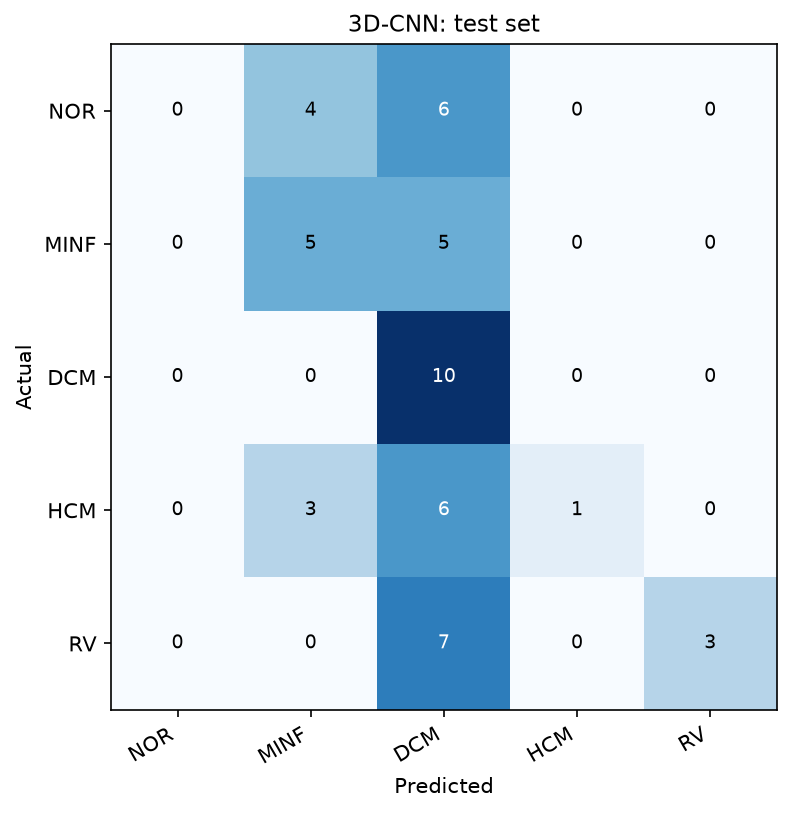 3D-CNN: test set
NOR 0 4 6 0 0
MINF 0 5 5 0 0
Actual
DCM 0 0 10 0 0
HCM 0 3 6 1 0
RV 0 0 7 0 3
NOR MINF DCM HCM RV
Predicted